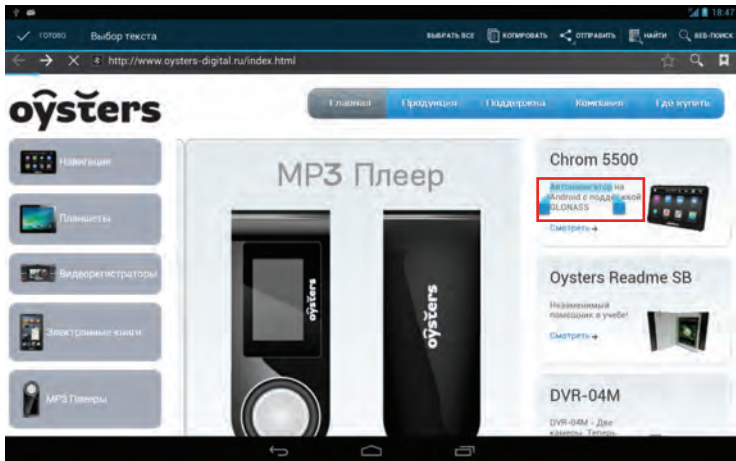 18:47
ГОТОВО Выбор текста ВЫБРАТЬ ВСЕ КОПИРОВАТЬ ОТПРАВИТЬ НАЙТИ ВЕБ-ПОИСК
http://www.oysters-digital.ru/index.html
oysters
Главная Продукция Поддержка Компания Где купить
Навигация
Планшеты
Видеорегистраторы
Электронные книги
MP3 Плееры
MP3 Плеер
oysters
oysters
Chrom 5500
Автонавигатор на
Android с поддержкой
GLONASS
Смотреть
Oysters Readme SB
Незаменимый
помощник в учебе!
Смотреть
DVR-04M
DVR-04M - Две
камеры. Теперь